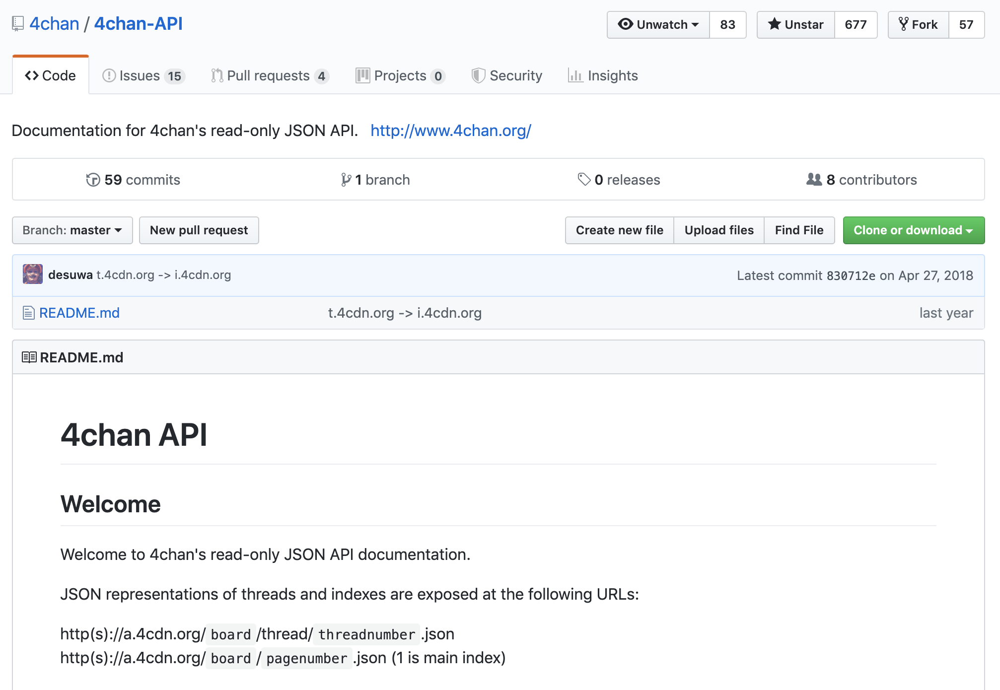 4chan / 4chan-API
Unwatch 83 Unstar 677 Fork 57
Code Issues 15 Pull requests 4 Projects 0 Security Insights
Documentation for 4chan's read-only JSON API. http://www.4chan.org/
59 commits 1 branch 0 releases 8 contributors
Branch: master New pull request Create new file Upload files Find File Clone or download
desuwa t.4cdn.org -> i.4cdn.org Latest commit 830712e on Apr 27, 2018
README.md t.4cdn.org -> i.4cdn.org last year
README.md
4chan API
Welcome
Welcome to 4chan's read-only JSON API documentation.
JSON representations of threads and indexes are exposed at the following URLs:
http(s)://a.4cdn.org/ board /thread/ threadnumber .json
http(s)://a.4cdn.org/ board / pagenumber .json (1 is main index)